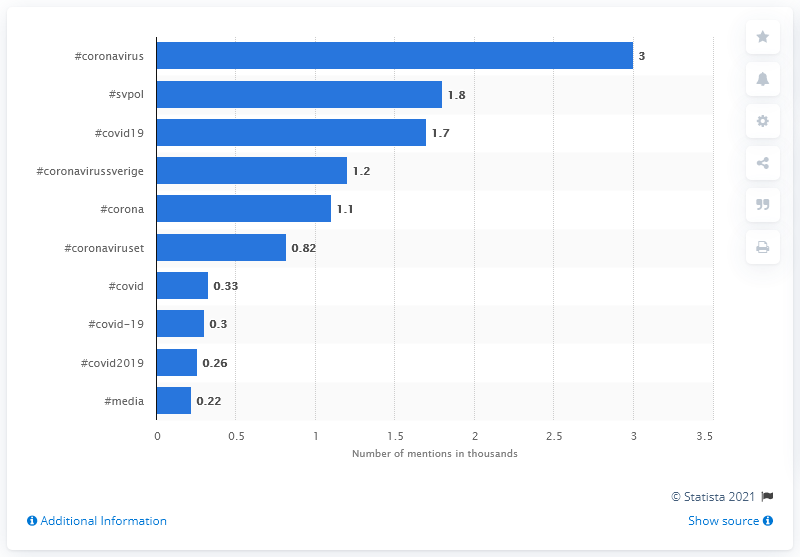 #coronavirus 3
#svpol 1.8
#covid19 1.7
#coronavirussverige 1.2
#corona 1.1
#coronaviruset 0.82
#covid 0.33
#covid-19 0.3
#covid2019 0.26
#media 0.22
0 0.5 1 1.5 2 2.5 3 3.5
Number of mentions in thousands
© Statista 2021
Additional Information Show source